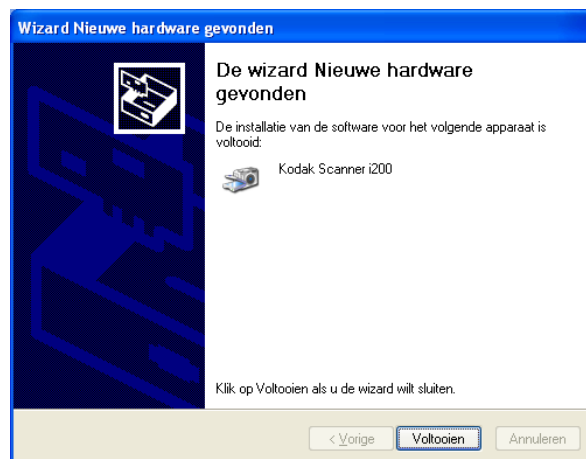 Wizard Nieuwe hardware gevonden
De wizard Nieuwe hardware
gevonden
De installatie van de software voor het volgende apparaat is
voltooid:
Kodak Scanner i200
Klik op Voltooien als u de wizard wilt sluiten.
< Vorige Voltooien Annuleren